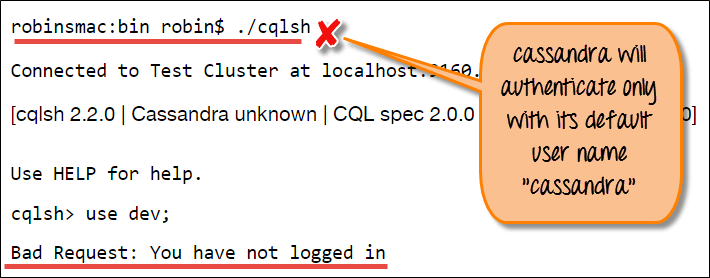 robinsmac:bin robin$ ./cqlsh
Connected to Test Cluster at localhost:9160.
[cqlsh 2.2.0 | Cassandra unknown | CQL spec 2.0.0 0]
Use HELP for help.
cqlsh> use dev;
Bad Request: You have not logged in
cassandra will
authenticate only
with its default
user name
"cassandra"